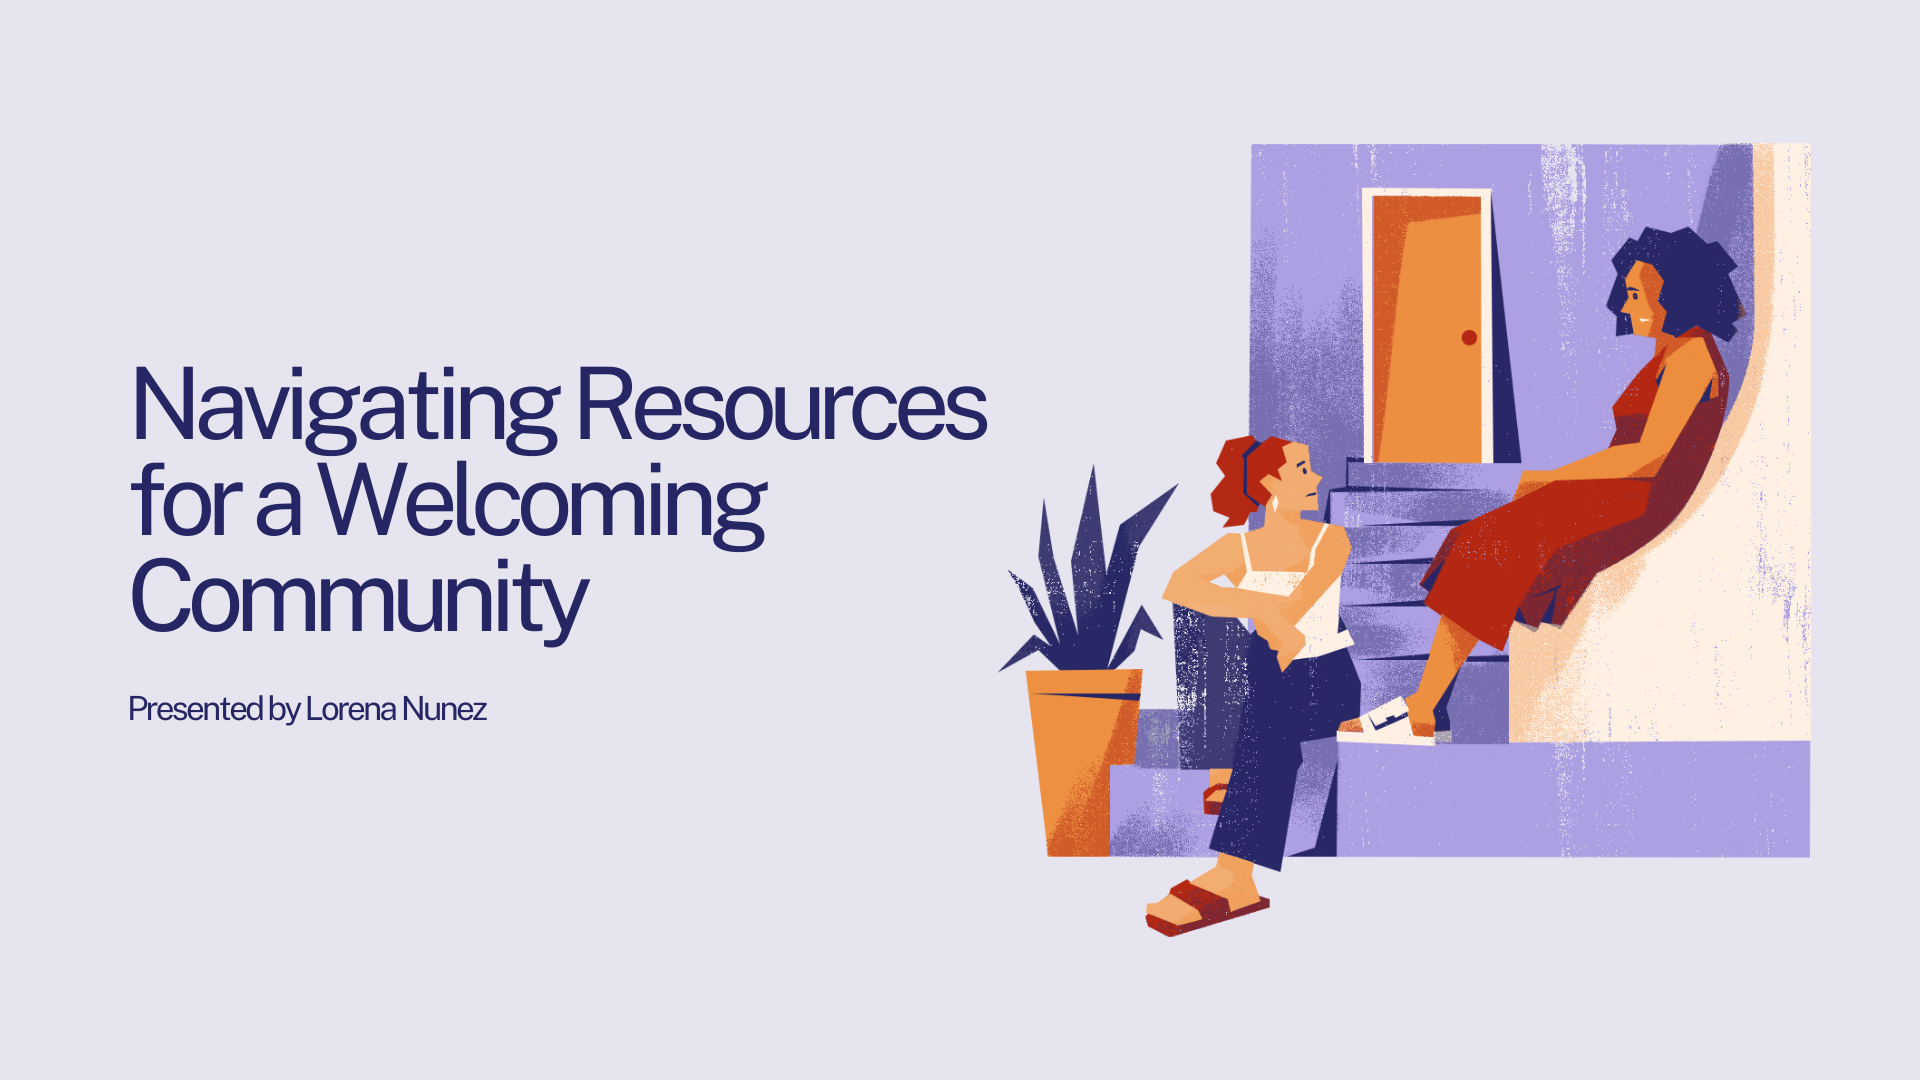 Navigating Resources
for a Welcoming
Community
Presented by Lorena Nunez